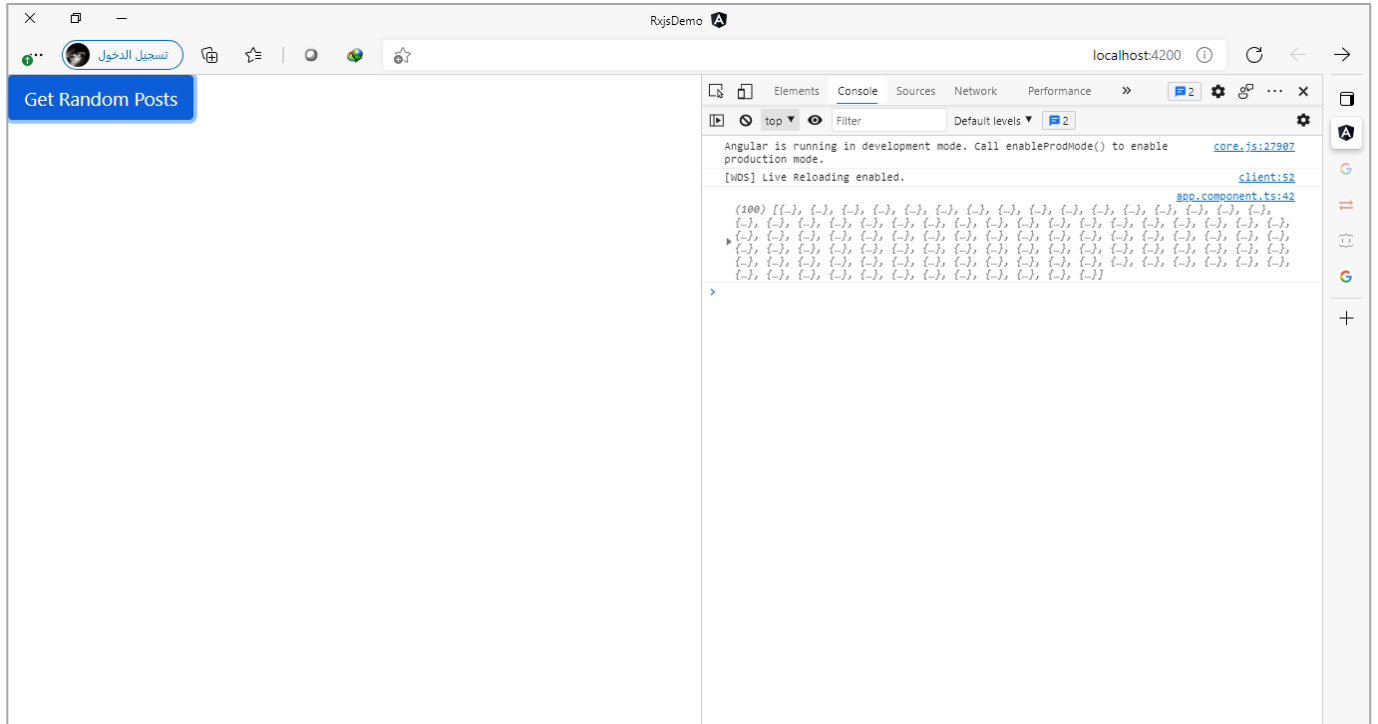 RxjsDemo
تسجيل الدخول
localhost:4200
Get Random Posts
Elements Console Sources Network Performance » 2
top ▼ Filter Default levels ▼ 2
Angular is running in development mode. Call enableProdMode() to enable core.js:27907
production mode.
[WDS] Live Reloading enabled. client:52
app.component.ts:42
(100) [{…}, {…}, {…}, {…}, {…}, {…}, {…}, {…}, {…}, {…}, {…}, {…}, {…}, {…}, {…}, {…},
{…}, {…}, {…}, {…}, {…}, {…}, {…}, {…}, {…}, {…}, {…}, {…}, {…}, {…}, {…}, {…}, {…}, {…},
{…}, {…}, {…}, {…}, {…}, {…}, {…}, {…}, {…}, {…}, {…}, {…}, {…}, {…}, {…}, {…}, {…}, {…},
{…}, {…}, {…}, {…}, {…}, {…}, {…}, {…}, {…}, {…}, {…}, {…}, {…}, {…}, {…}, {…}, {…}, {…},
{…}, {…}, {…}, {…}, {…}, {…}, {…}, {…}, {…}, {…}, {…}, {…}, {…}, {…}, {…}, {…}, {…}, {…},
{…}, {…}, {…}, {…}, {…}, {…}, {…}, {…}, {…}, {…}, {…}, {…}]